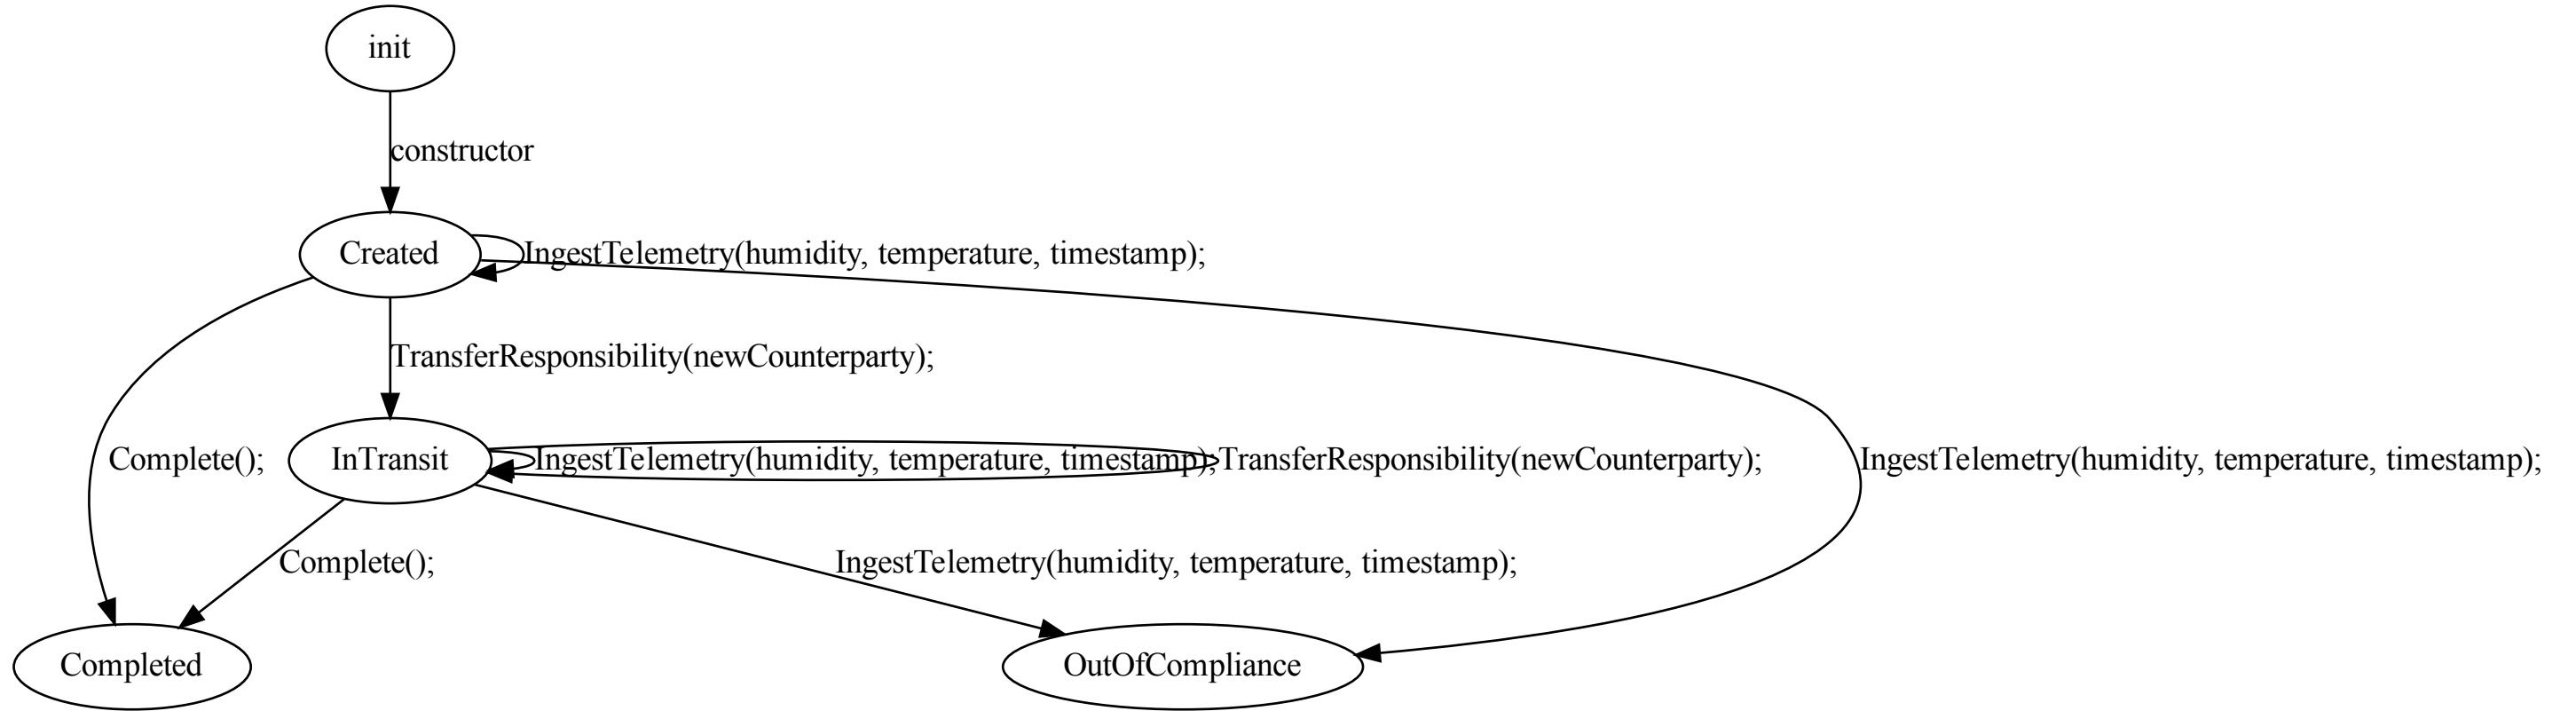 init
constructor
Created
IngestTelemetry(humidity, temperature, timestamp);
TransferResponsibility(newCounterparty);
Complete();
InTransit
IngestTelemetry(humidity, temperature, timestamp);
TransferResponsibility(newCounterparty);
IngestTelemetry(humidity, temperature, timestamp);
Complete();
IngestTelemetry(humidity, temperature, timestamp);
Completed
OutOfCompliance